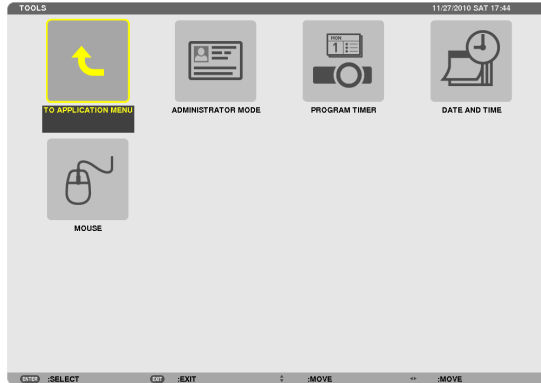 TOOLS 11/27/2010 SAT 17:44
MON
1
TO APPLICATION MENU ADMINISTRATOR MODE PROGRAM TIMER DATE AND TIME
MOUSE
ENTER :SELECT EXIT :EXIT :MOVE :MOVE